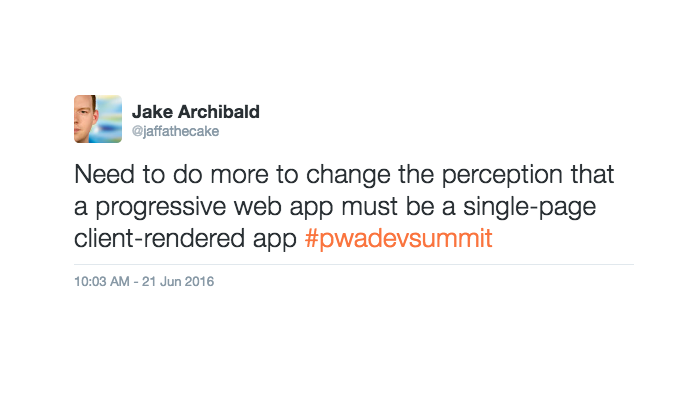 Jake Archibald
@jaffathecake
Need to do more to change the perception that
a progressive web app must be a single-page
client-rendered app #pwadevsummit
10:03 AM - 21 Jun 2016